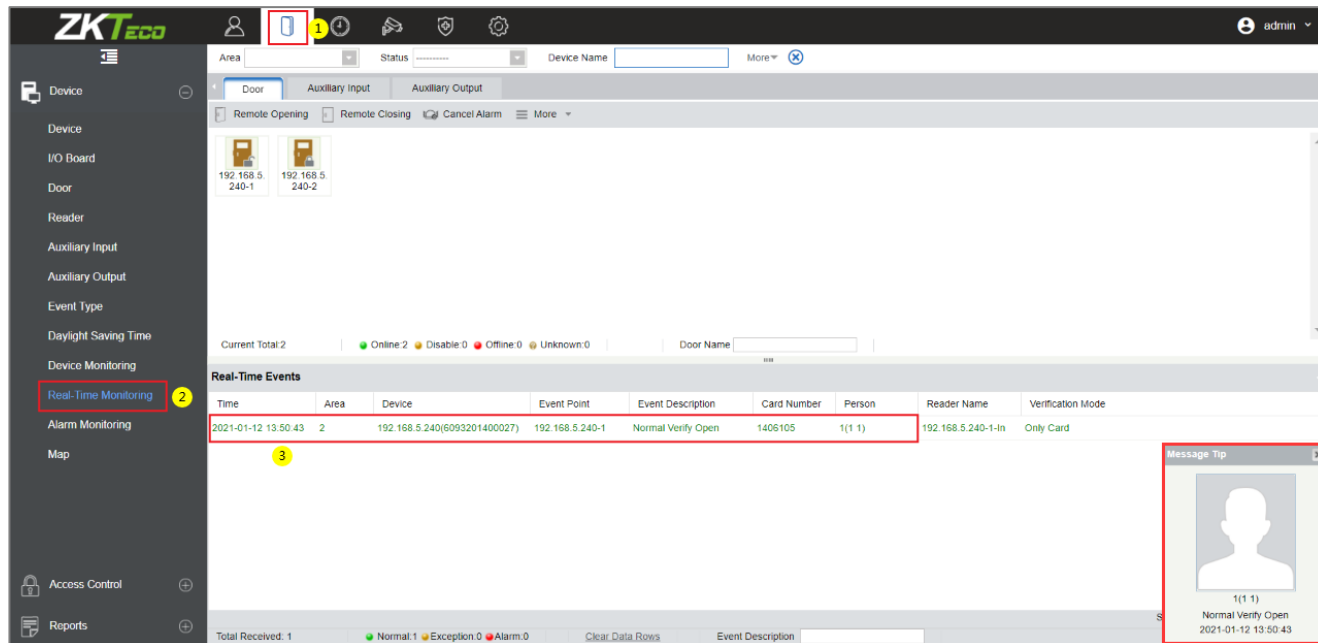 ZKTeco
1
admin
Area
Status ----------
Device Name
More
Device
Door
Auxiliary Input
Auxiliary Output
Remote Opening
Remote Closing
Cancel Alarm
More
Device
I/O Board
Door
Reader
Auxiliary Input
Auxiliary Output
Event Type
Daylight Saving Time
Device Monitoring
Real-Time Monitoring
2
Alarm Monitoring
Map
Access Control
Reports
192.168.5.
240-1
192.168.5.
240-2
Current Total:2
Online:2 Disable:0 Offline:0 Unknown:0
Door Name
Real-Time Events
Time Area Device Event Point Event Description Card Number Person Reader Name Verification Mode
2021-01-12 13:50:43 2 192.168.5.240(6093201400027) 192.168.5.240-1 Normal Verify Open 1406105 1(1 1) 192.168.5.240-1-In Only Card
3
Message Tip
1(1 1)
Normal Verify Open
2021-01-12 13:50:43
Total Received: 1
Normal:1 Exception:0 Alarm:0
Clear Data Rows
Event Description